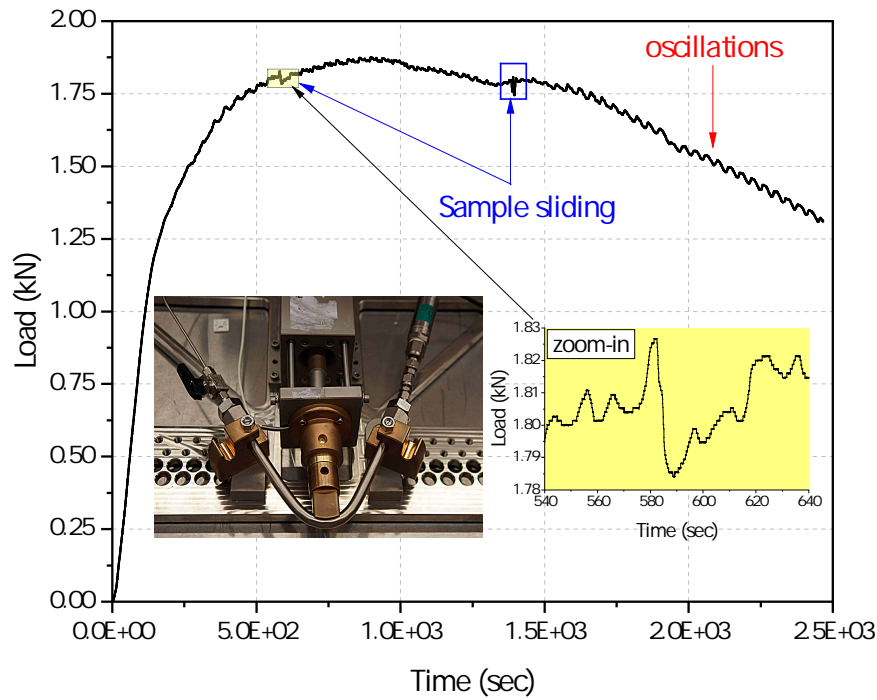 2.00
1.75
1.50
1.25
1.00
0.75
0.50
0.25
0.00
Load (kN)
0.0E+00
5.0E+02
1.0E+03
1.5E+03
2.0E+03
2.5E+03
Time (sec)
oscillations
Sample sliding
zoom-in
1.83
1.82
1.81
1.80
1.79
1.78
Load (kN)
540
560
580
600
620
640
Time (sec)